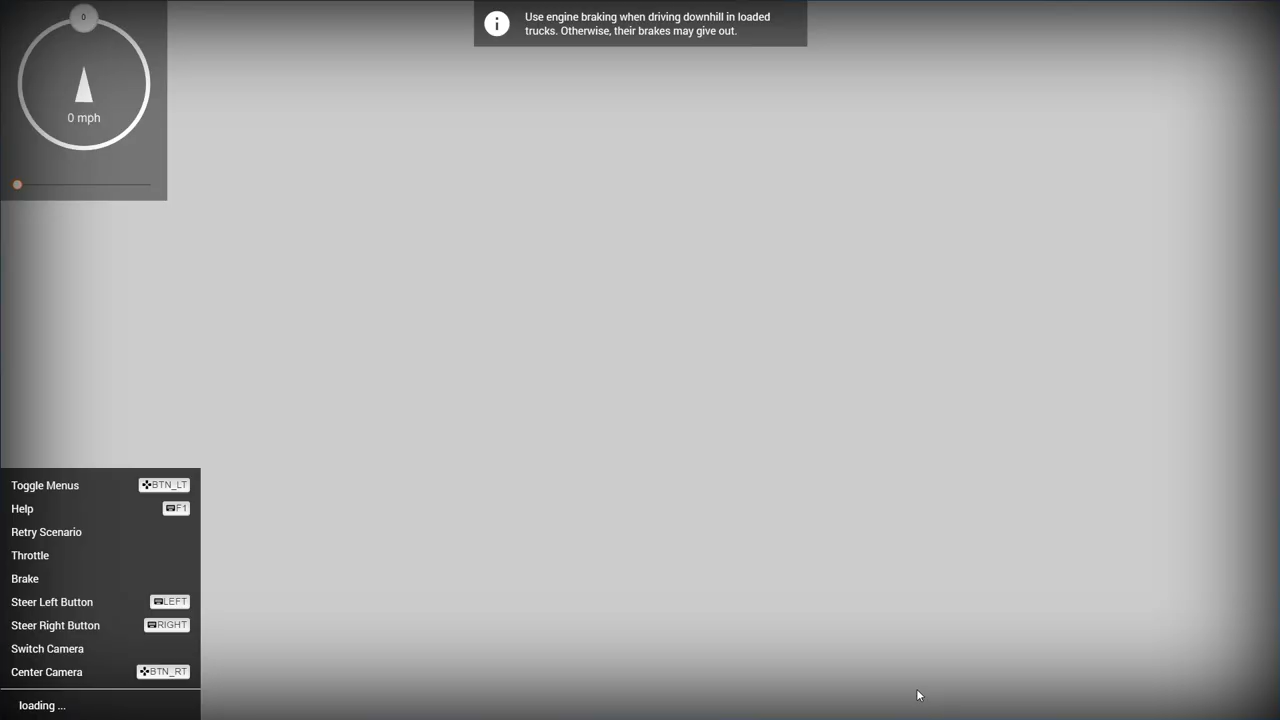 0
0 mph
Use engine braking when driving downhill in loaded
trucks. Otherwise, their brakes may give out.
Toggle Menus BTN_LT
Help F1
Retry Scenario
Throttle
Brake
Steer Left Button LEFT
Steer Right Button RIGHT
Switch Camera
Center Camera BTN_RT
loading ...